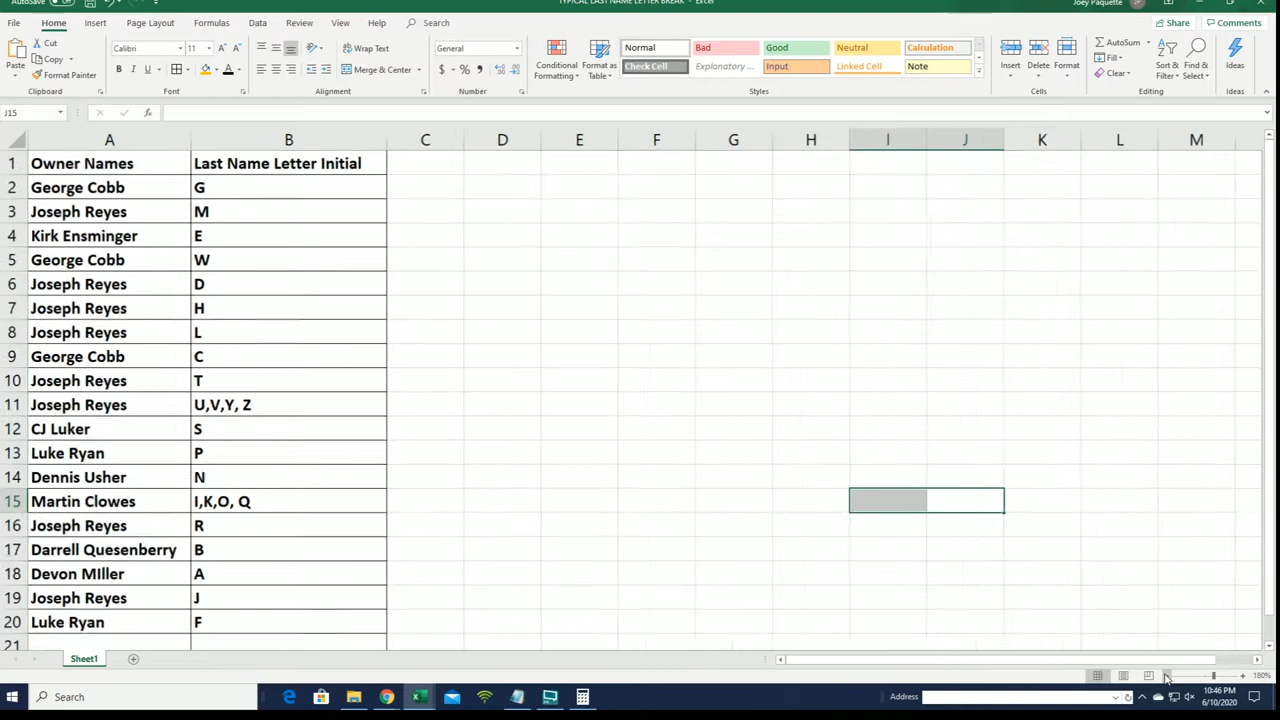 AutoSave Off TYPICAL LAST NAME LETTER BREAK - Excel Joey Paquette
File Home Insert Page Layout Formulas Data Review View Help Search Share Comments
Paste Cut Copy Format Painter Clipboard
Calibri 11 B I U Font
Wrap Text Merge & Center Alignment
General $ % , Number
Conditional Formatting Format as Table
Normal Bad Good Neutral Calculation
Check Cell Explanatory ... Input Linked Cell Note
Styles
Insert Delete Format Cells
AutoSum Fill Clear Sort & Filter Find & Select Editing
Ideas Ideas
J15 fx
A B C D E F G H I J K L M
1 Owner Names Last Name Letter Initial
2 George Cobb G
3 Joseph Reyes M
4 Kirk Ensminger E
5 George Cobb W
6 Joseph Reyes D
7 Joseph Reyes H
8 Joseph Reyes L
9 George Cobb C
10 Joseph Reyes T
11 Joseph Reyes U,V,Y, Z
12 CJ Luker S
13 Luke Ryan P
14 Dennis Usher N
15 Martin Clowes I,K,O, Q
16 Joseph Reyes R
17 Darrell Quesenberry B
18 Devon MIller A
19 Joseph Reyes J
20 Luke Ryan F
21
Sheet1
180%
Search Address 10:46 PM
6/10/2020